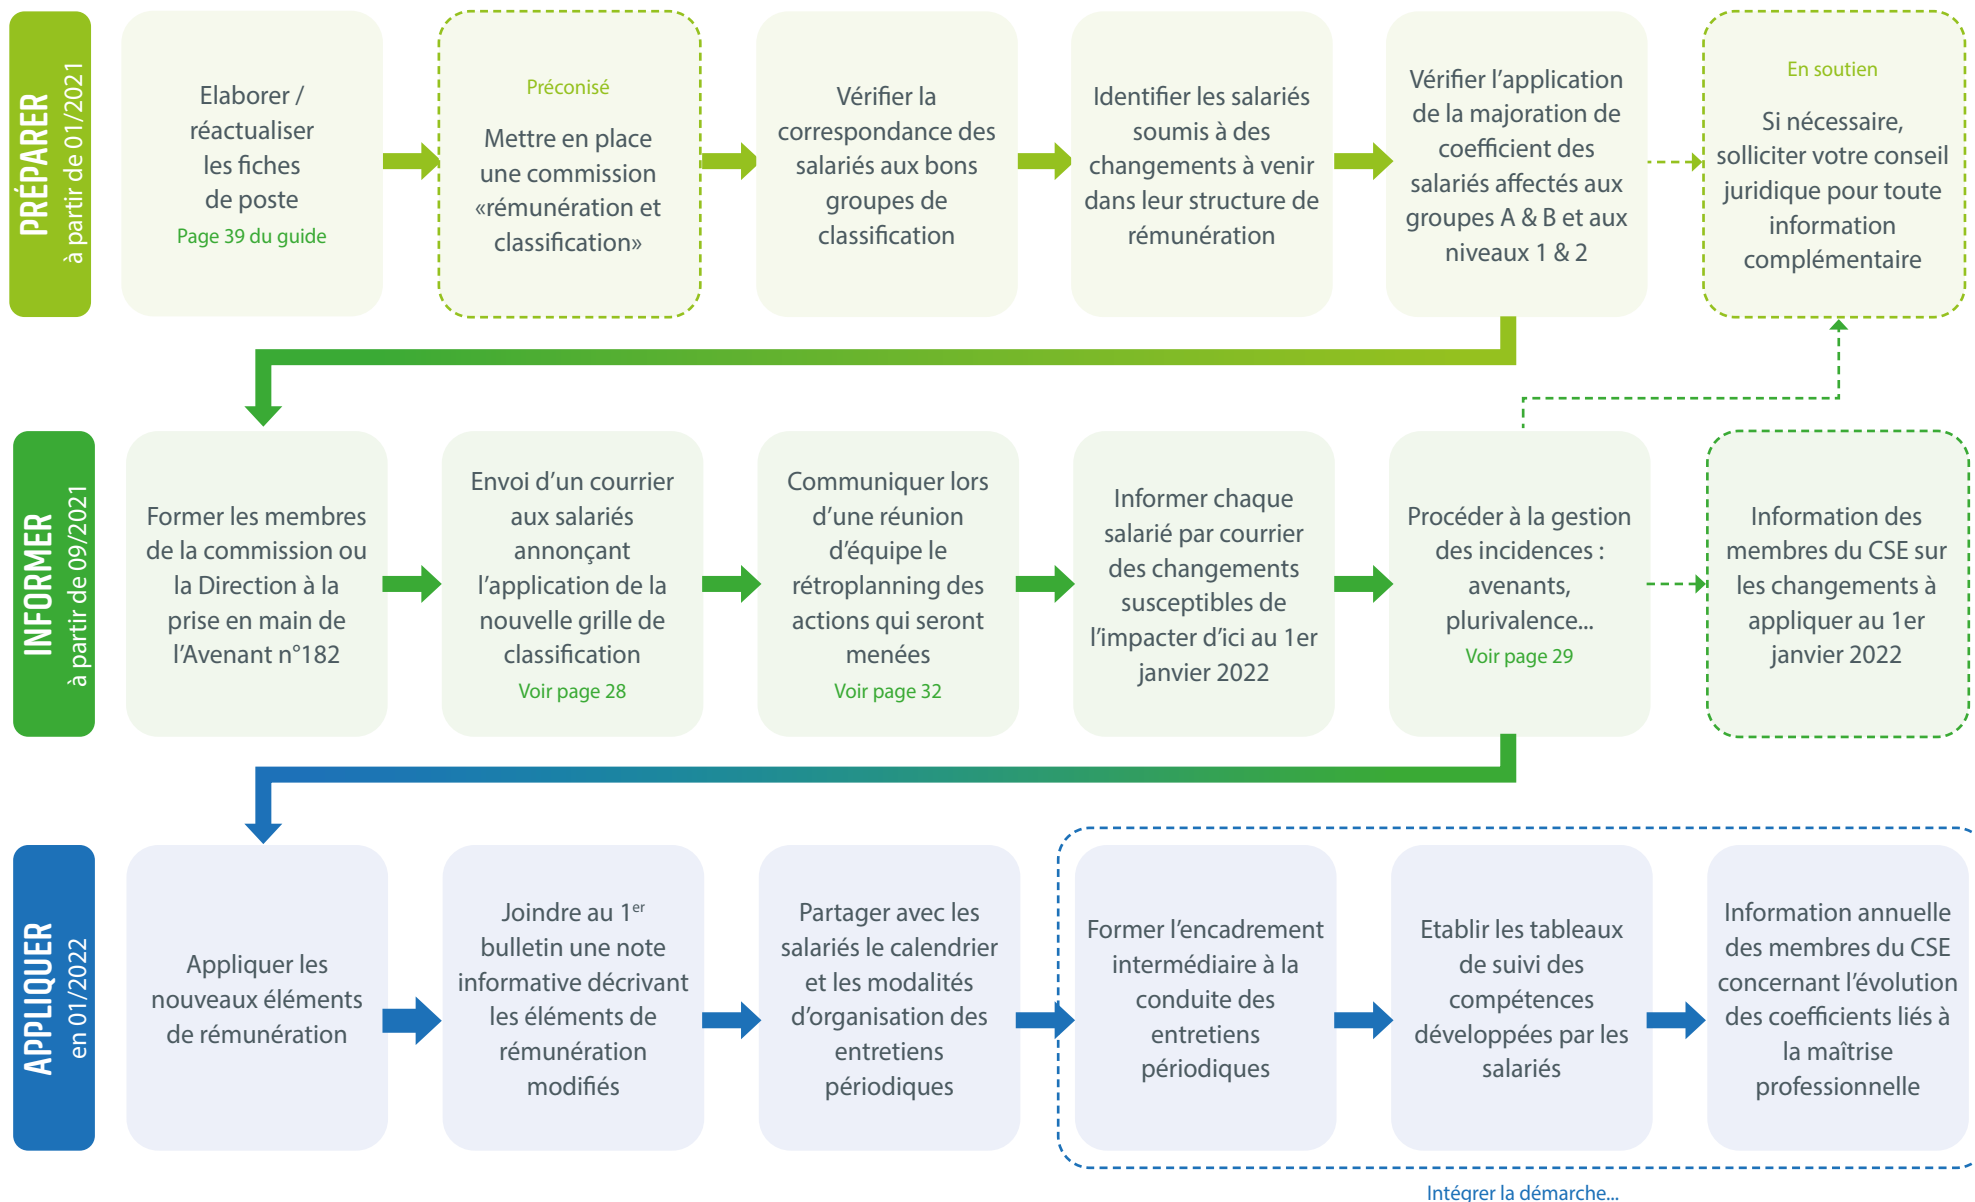 PRÉPARER
à partir de 01/2021
Elaborer /
réactualiser
les fiches
de poste
Page 39 du guide
Préconisé
Mettre en place
une commission
«rémunération et
classification»
Vérifier la
correspondance des
salariés aux bons
groupes de
classification
Identifier les salariés
soumis à des
changements à venir
dans leur structure de
rémunération
Vérifier l’application
de la majoration de
coefficient des
salariés affectés aux
groupes A & B et aux
niveaux 1 & 2
En soutien
Si nécessaire,
solliciter votre conseil
juridique pour toute
information
complémentaire
INFORMER
à partir de 09/2021
Former les membres
de la commission ou
la Direction à la
prise en main de
l’Avenant n°182
Envoi d’un courrier
aux salariés
annonçant
l’application de la
nouvelle grille de
classification
Voir page 28
Communiquer lors
d’une réunion
d’équipe le
rétroplanning des
actions qui seront
menées
Voir page 32
Informer chaque
salarié par courrier
des changements
susceptibles de
l’impacter d’ici au 1er
janvier 2022
Procéder à la gestion
des incidences :
avenants,
plurivalence...
Voir page 29
Information des
membres du CSE sur
les changements à
appliquer au 1er
janvier 2022
APPLIQUER
en 01/2022
Appliquer les
nouveaux éléments
de rémunération
Joindre au 1er
bulletin une note
informative décrivant
les éléments de
rémunération
modifiés
Partager avec les
salariés le calendrier
et les modalités
d’organisation des
entretiens
périodiques
Former l’encadrement
intermédiaire à la
conduite des
entretiens
périodiques
Etablir les tableaux
de suivi des
compétences
développées par les
salariés
Information annuelle
des membres du CSE
concernant l’évolution
des coefficients liés à
la maîtrise
professionnelle
Intégrer la démarche...